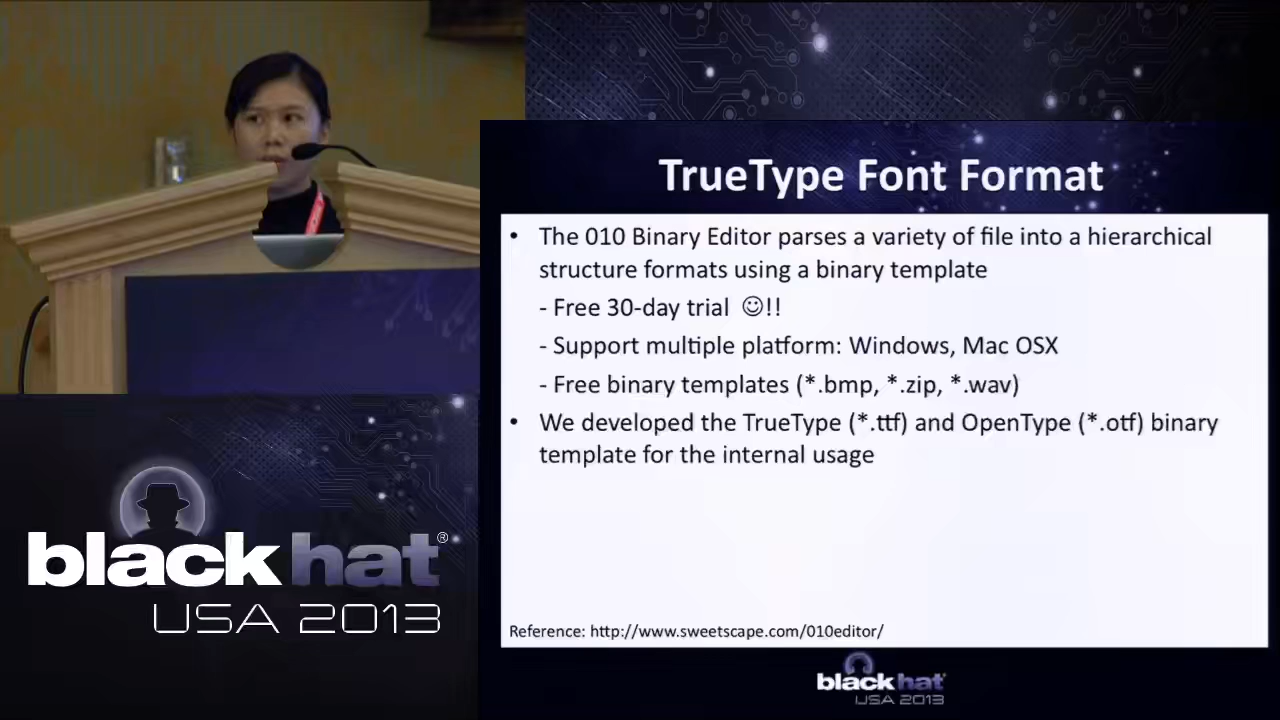 TrueType Font Format
• The 010 Binary Editor parses a variety of file into a hierarchical
structure formats using a binary template
- Free 30-day trial ☺!!
- Support multiple platform: Windows, Mac OSX
- Free binary templates (*.bmp, *.zip, *.wav)
• We developed the TrueType (*.ttf) and OpenType (*.otf) binary
template for the internal usage
Reference: http://www.sweetscape.com/010editor/
black hat®
USA 2013
black hat®
USA 2013